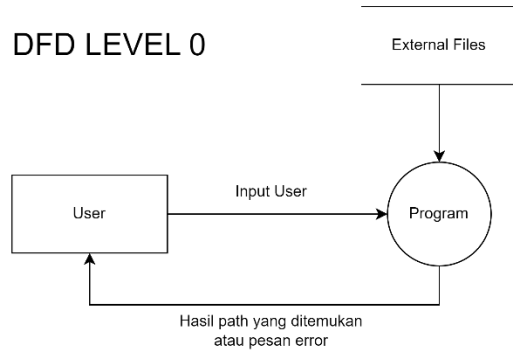 DFD LEVEL 0
External Files
User
Input User
Program
Hasil path yang ditemukan
atau pesan error